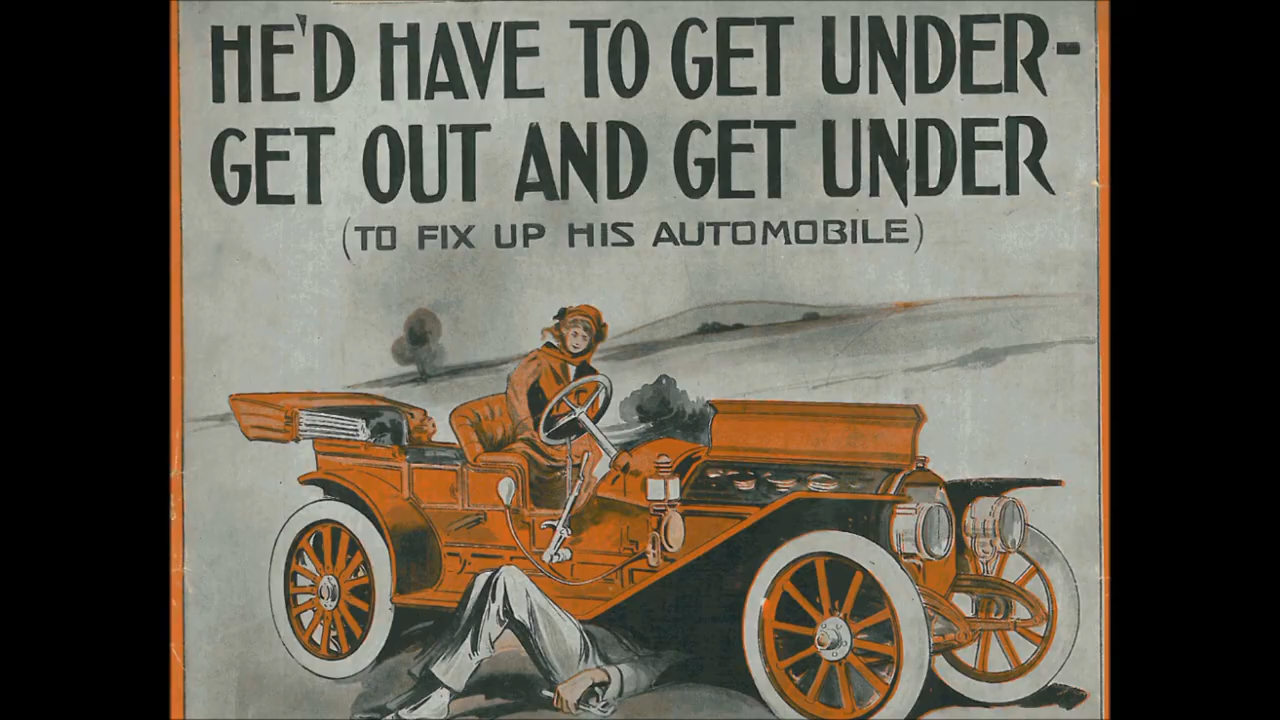 HE'D HAVE TO GET UNDER-
GET OUT AND GET UNDER
(TO FIX UP HIS AUTOMOBILE)